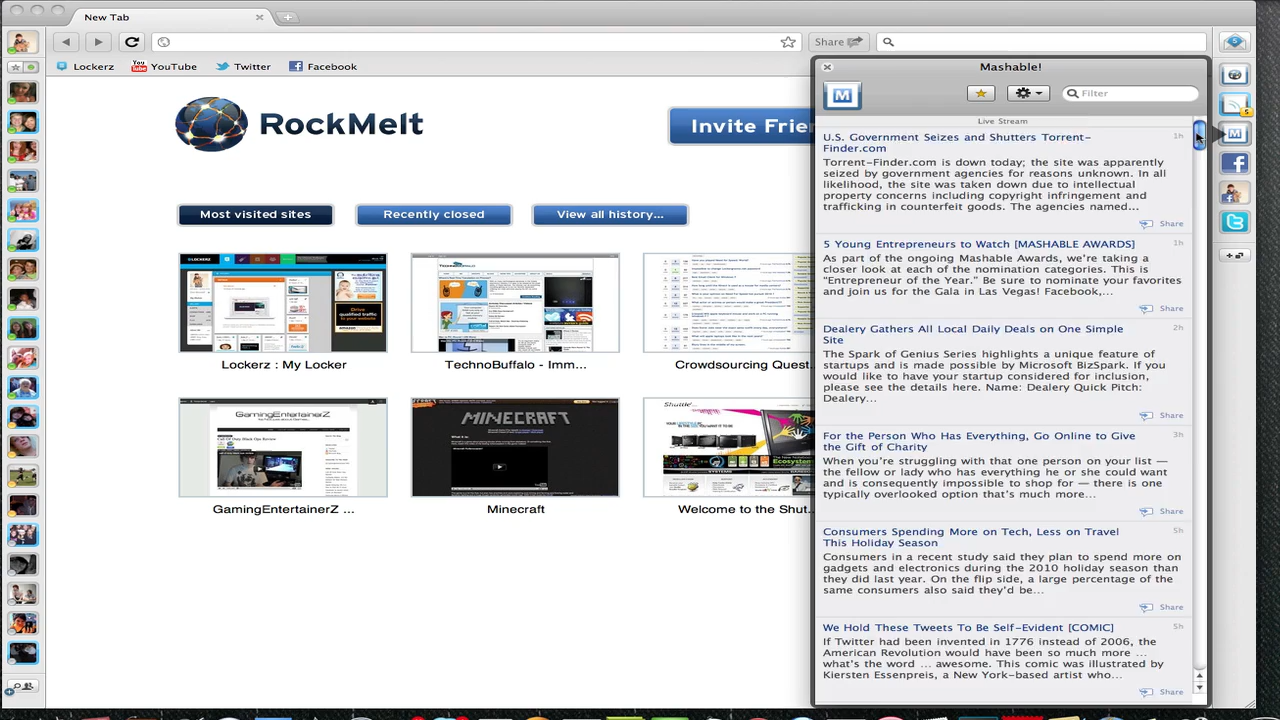 New Tab
Share
Lockerz
You Tube
YouTube
Twitter
Facebook
RockMelt
Invite Frie
Most visited sites
Recently closed
View all history...
Lockerz : My Locker
TechnoBuffalo - Imm...
Crowdsourcing Quest.
GamingEntertainerZ
MINECRAFT
Shuttle
GamingEntertainerZ ...
Minecraft
Welcome to the Shut.
Mashable!
M
Filter
Live Stream
U.S. Government Seizes and Shutters Torrent-
Finder.com
1h
Torrent-Finder.com is down today; the site was apparently
seized by government agencies for reasons unknown. In all
likelihood, the site was taken down due to intellectual
property concerns including copyright infringement and
trafficking in counterfeit goods. The agencies named...
Share
5 Young Entrepreneurs to Watch [MASHABLE AWARDS]
1h
As part of the ongoing Mashable Awards, we're taking a
closer look at each of the nomination categories. This is
"Entrepreneur of the Year." Be sure to nominate your favorites
and join us for the Gala in Las Vegas! Facebook...
Share
Dealery Gathers All Local Daily Deals on One Simple
Site
2h
The Spark of Genius Series highlights a unique feature of
startups and is made possible by Microsoft BizSpark. If you
would like to have your startup considered for inclusion,
please see the details here. Name: Dealery Quick Pitch:
Dealery...
Share
For the Person Who Has Everything: Go Online to Give
the Gift of Charity
3h
When you're struggling with that one person on your list —
the fellow or lady who has everything he or she could want
and is consequently impossible to shop for — there is one
typically overlooked option that's much more...
Share
Consumers Spending More on Tech, Less on Travel
This Holiday Season
5h
Consumers in a recent study said they plan to spend more on
gadgets and electronics during the 2010 holiday season than
they did last year. On the flip side, a large percentage of the
same consumers also said they'd be...
Share
We Hold These Tweets To Be Self-Evident [COMIC]
5h
If Twitter had been invented in 1776 instead of 2006, the
American Revolution would have been so much more ...
what's the word ... awesome. This comic was illustrated by
Kiersten Essenpreis, a New York-based artist who...
Share
5
5
M